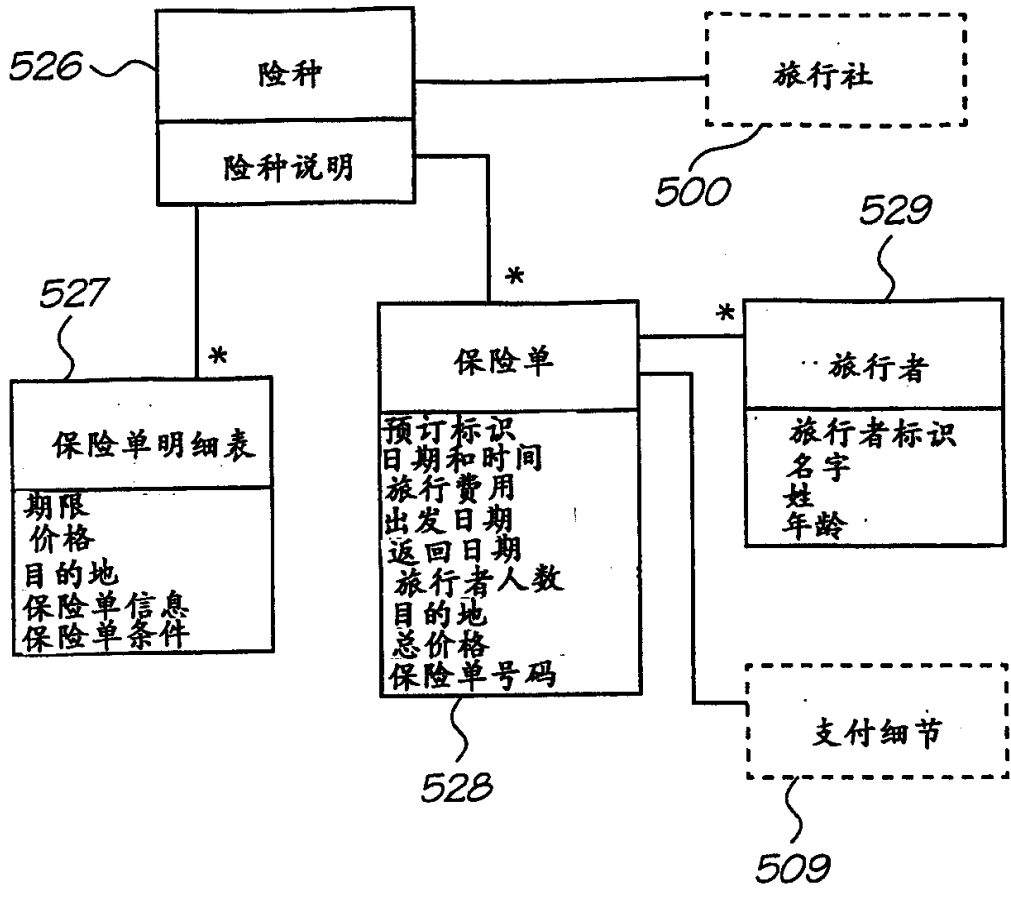 526
险种
旅行社
险种说明
500
529
527
*
*
*
保险单
旅行者
保险单明细表
预订标识
日期和时间
旅行费用
出发日期
返回日期
旅行者人数
目的地
总价格
保险单号码
旅行者标识
名字
姓
年龄
期限
价格
目的地
保险单信息
保险单条件
支付细节
528
509